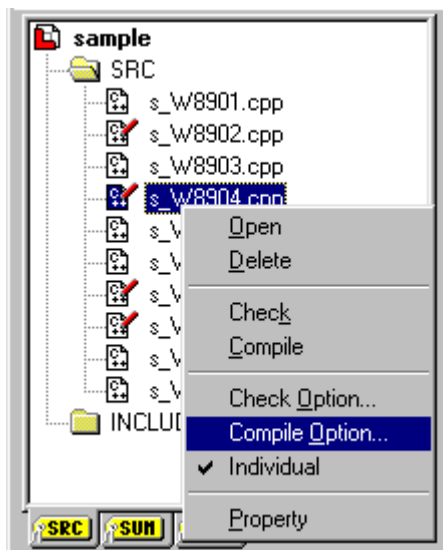 sample
SRC
s_W8901.cpp
s_W8902.cpp
s_W8903.cpp
s_W8904.cpp
Open
Delete
Check
Compile
Check Option...
Compile Option...
Individual
Property
SRC SUM